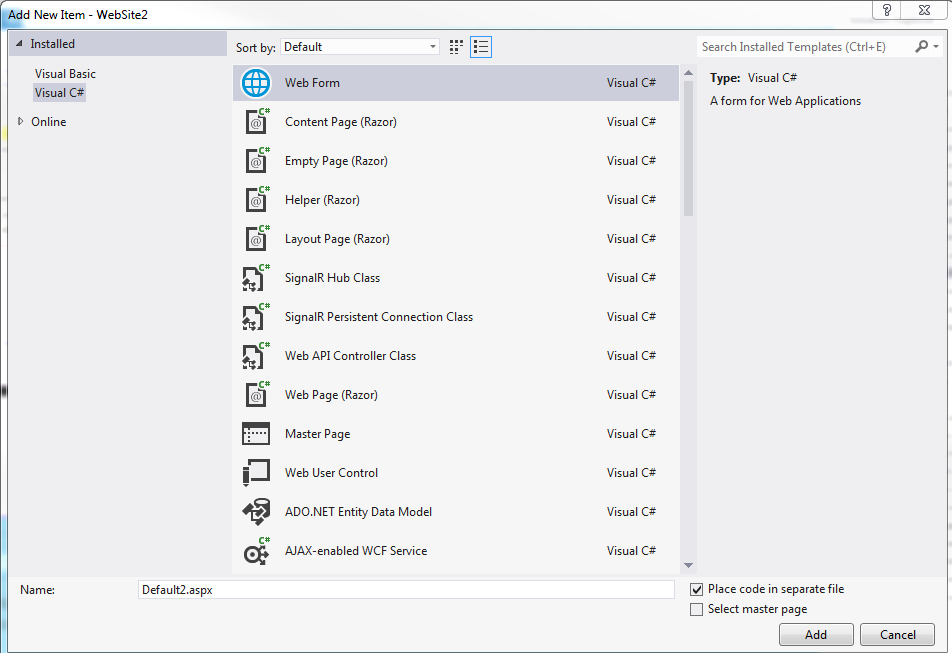 Add New Item - WebSite2
?
Installed
Visual Basic
Visual C#
Online
Sort by: Default
Search Installed Templates (Ctrl+E)
Web Form Visual C#
C# Content Page (Razor) Visual C#
C# Empty Page (Razor) Visual C#
C# Helper (Razor) Visual C#
C# Layout Page (Razor) Visual C#
C# SignalR Hub Class Visual C#
C# SignalR Persistent Connection Class Visual C#
C# Web API Controller Class Visual C#
C# Web Page (Razor) Visual C#
Master Page Visual C#
Web User Control Visual C#
ADO.NET Entity Data Model Visual C#
C# AJAX-enabled WCF Service Visual C#
Type: Visual C#
A form for Web Applications
Name: Default2.aspx
Place code in separate file
Select master page
Add Cancel